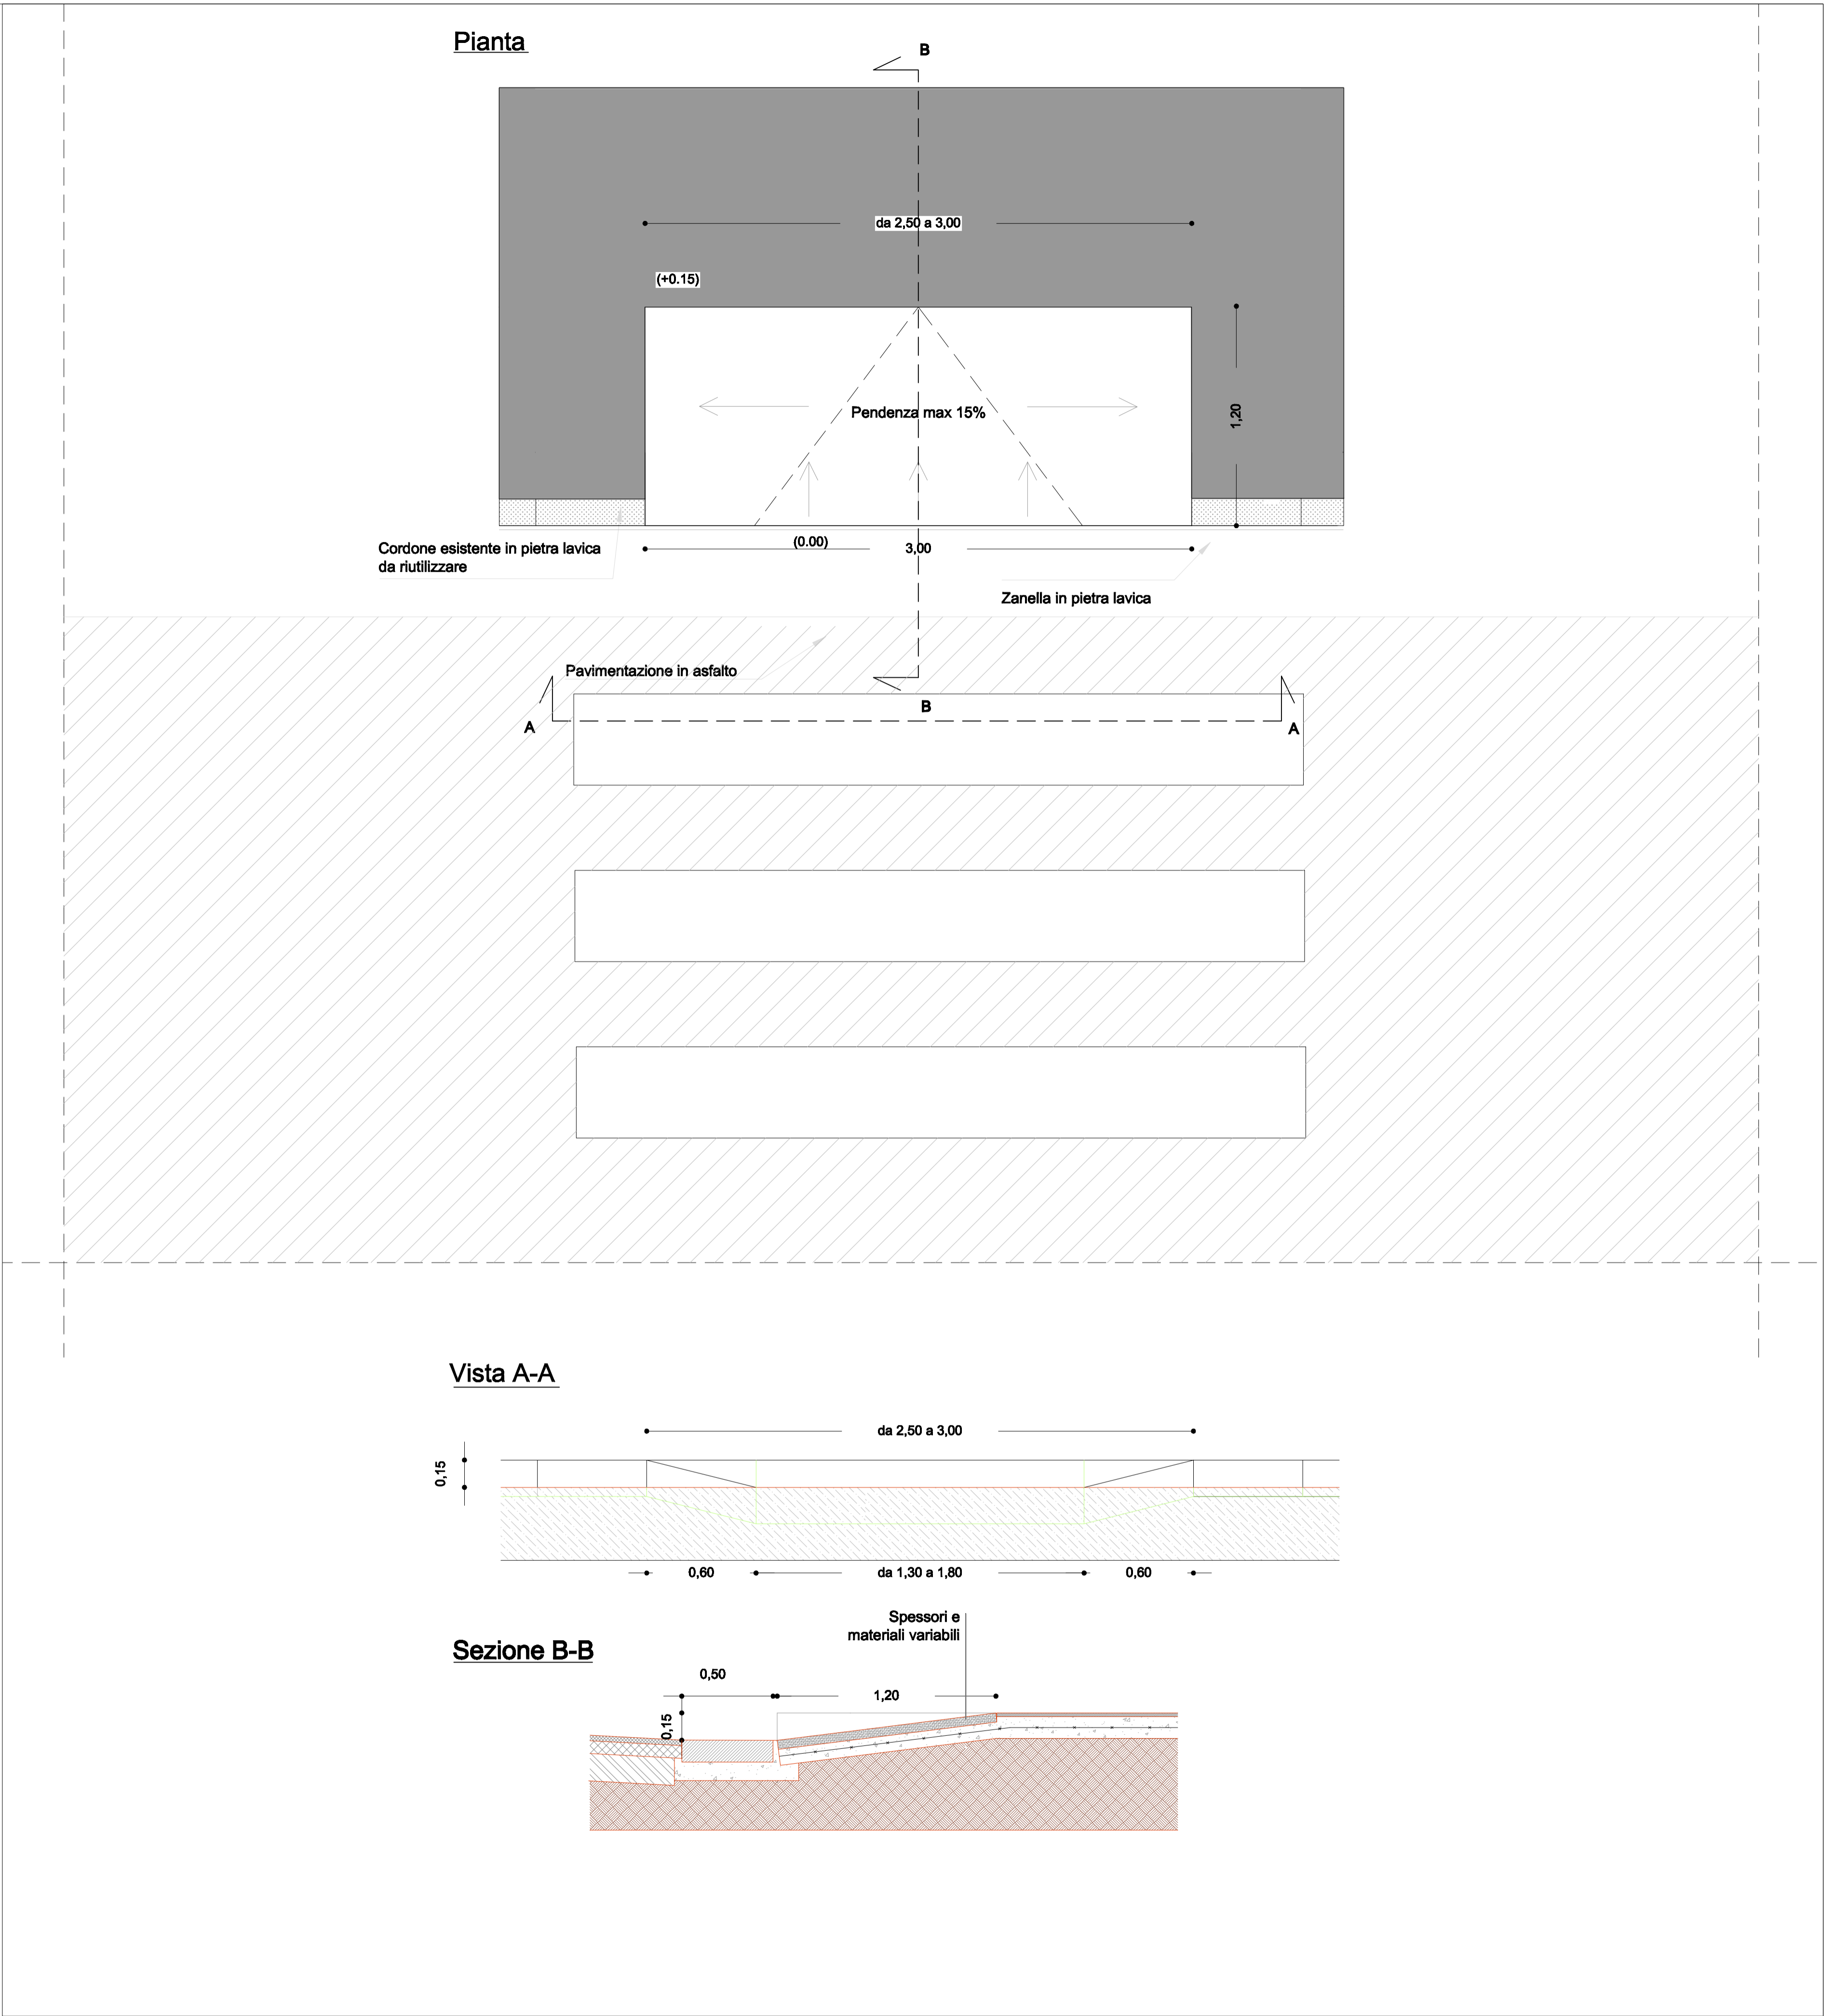 Pianta
B
da 2,50 a 3,00
(+0.15)
Pendenza max 15%
1,20
(0.00)
3,00
Cordone esistente in pietra lavica
da riutilizzare
Zanella in pietra lavica
Pavimentazione in asfalto
B
A
A
Vista A-A
da 2,50 a 3,00
0,15
0,60
da 1,30 a 1,80
0,60
Spessori e
materiali variabili
Sezione B-B
0,50
1,20
0,15